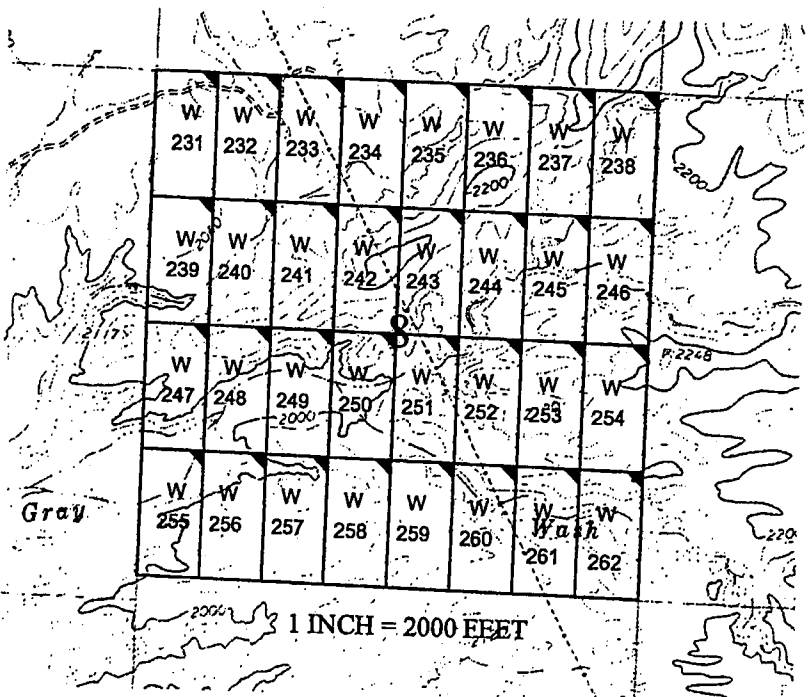 W W W W W W W W
231 232 233 234 235 236 237 238
2200
2200
W W W W W W W W
239 240 241 242 243 244 245 246
8
2248
W W W W W W W W
247 248 249 250 251 252 253 254
2000
W W W W W W W W
255 256 257 258 259 260 261 262
Gray
Wash
2000
1 INCH = 2000 FEET